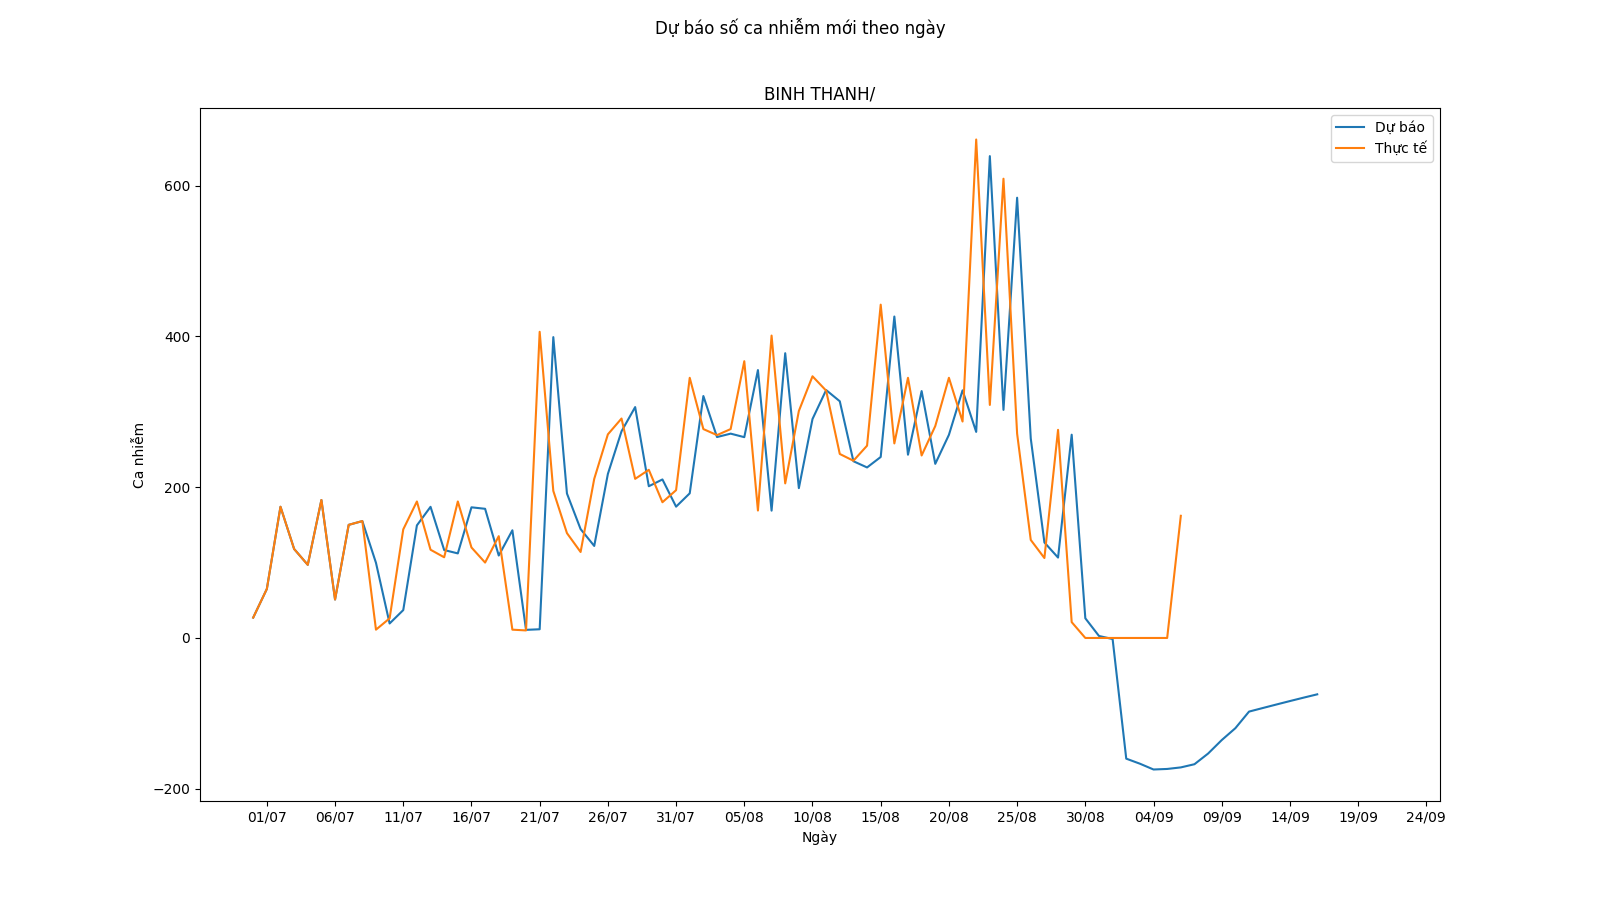 Dự báo số ca nhiễm mới theo ngày
BINH THANH/
Dự báo
Thực tế
600
400
200
0
−200
Ca nhiễm
01/07 06/07 11/07 16/07 21/07 26/07 31/07 05/08 10/08 15/08 20/08 25/08 30/08 04/09 09/09 14/09 19/09 24/09
Ngày